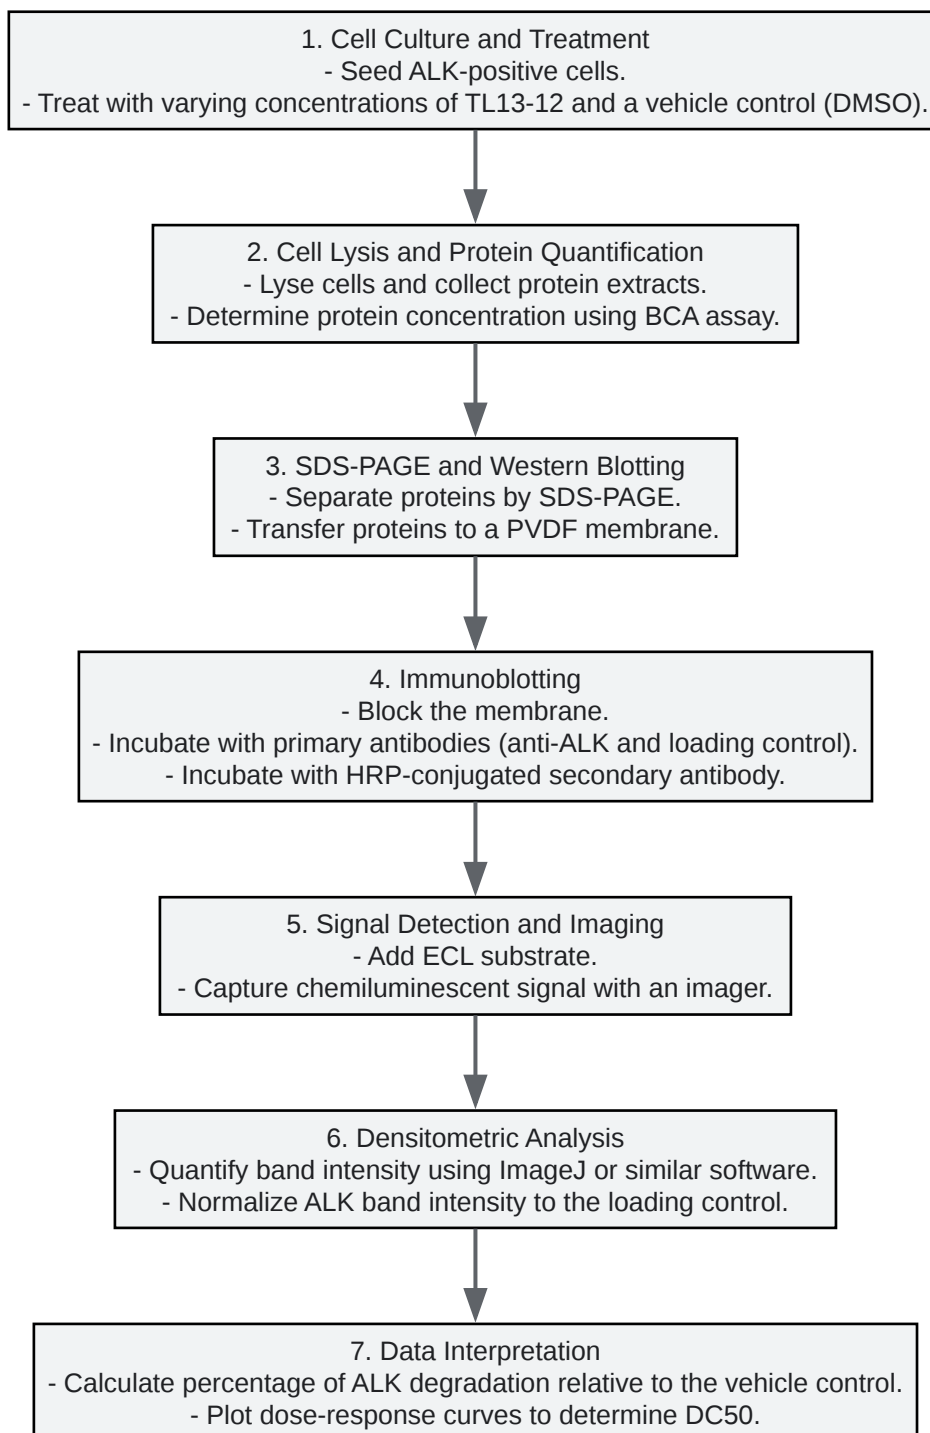 1. Cell Culture and Treatment
- Seed ALK-positive cells.
- Treat with varying concentrations of TL13-12 and a vehicle control (DMSO).
2. Cell Lysis and Protein Quantification
- Lyse cells and collect protein extracts.
- Determine protein concentration using BCA assay.
3. SDS-PAGE and Western Blotting
- Separate proteins by SDS-PAGE.
- Transfer proteins to a PVDF membrane.
4. Immunoblotting
- Block the membrane.
- Incubate with primary antibodies (anti-ALK and loading control).
- Incubate with HRP-conjugated secondary antibody.
5. Signal Detection and Imaging
- Add ECL substrate.
- Capture chemiluminescent signal with an imager.
6. Densitometric Analysis
- Quantify band intensity using ImageJ or similar software.
- Normalize ALK band intensity to the loading control.
7. Data Interpretation
- Calculate percentage of ALK degradation relative to the vehicle control.
- Plot dose-response curves to determine DC50.